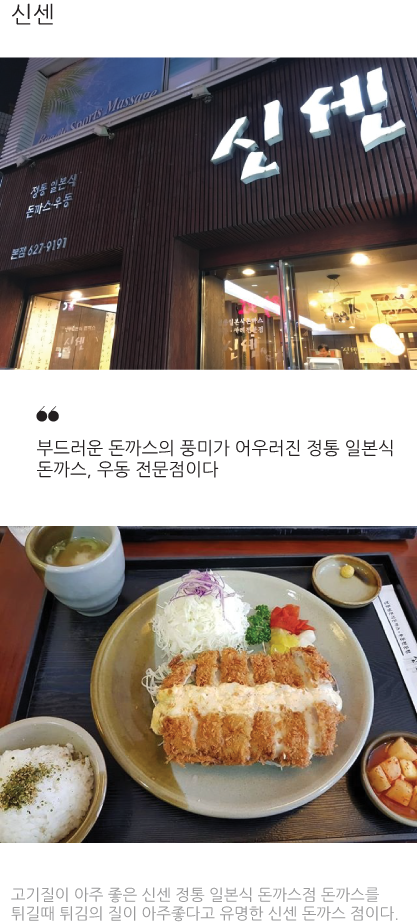 신센
Sports Massage
신센
정통 일본식
돈까스·우동
본점 627-9191
신센
“
부드러운 돈까스의 풍미가 어우러진 정통 일본식
돈까스, 우동 전문점이다
고기질이 아주 좋은 신센 정통 일본식 돈까스점 돈까스를
튀길때 튀김의 질이 아주좋다고 유명한 신센 돈까스 점이다.